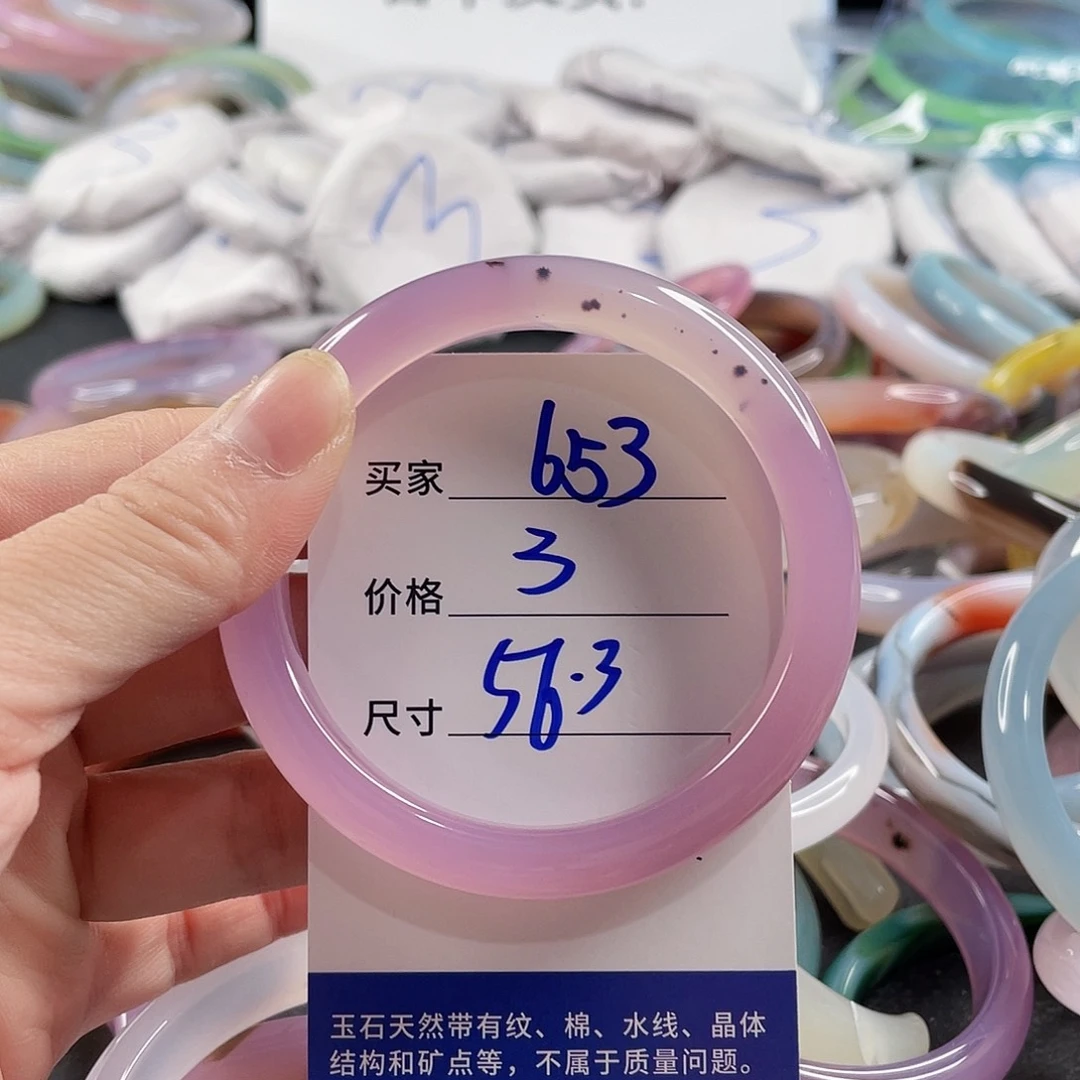 M
S
买家 653
价格 3
尺寸 56.3
玉石天然带有纹、棉、水线、晶体
结构和矿点等，不属于质量问题。